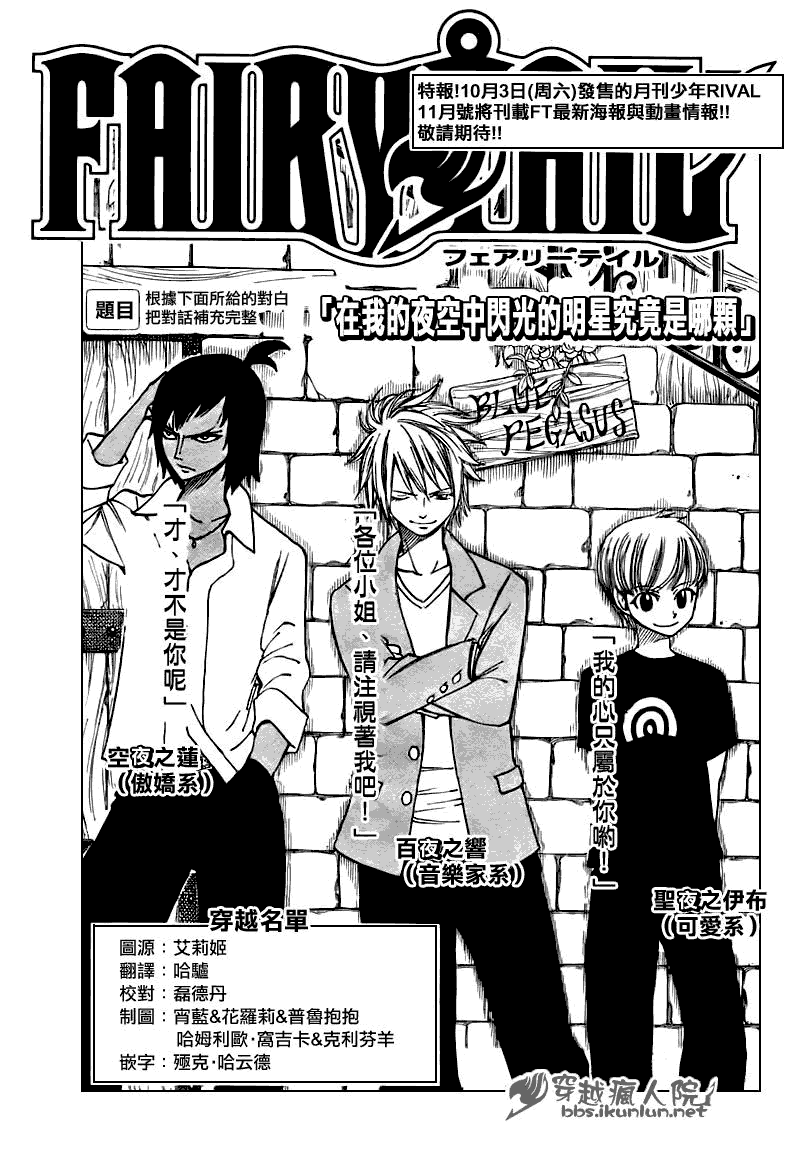 FAIRY TAIL
特報!10月3日(周六)發售的月刊少年RIVAL
11月號將刊載FT最新海報與動畫情報!!
敬請期待!!
フェアリーテイル
題目
根據下面所給的對白
把對話補充完整
「在我的夜空中閃光的明星究竟是哪顆」
BLUE
PEGASUS
「才、才不是你呢」
空夜之蓮
（傲嬌系）
「各位小姐、請注視著我吧！」
百夜之響
（音樂家系）
「我的心只屬於你喲！」
聖夜之伊布
（可愛系）
穿越名單
圖源：艾莉姬
翻譯：哈驢
校對：磊德丹
制圖：宵藍&花羅莉&普魯抱抱
哈姆利歐·窩吉卡&克利芬羊
嵌字：殛克·哈云德
穿越瘋人院
bbs.ikunlun.net